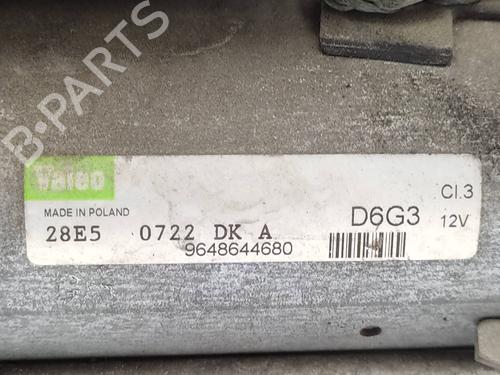 B-PARTS
Valeo
MADE IN POLAND
28E5 0722 DK A
9648644680
D6G3
Cl.3
12V